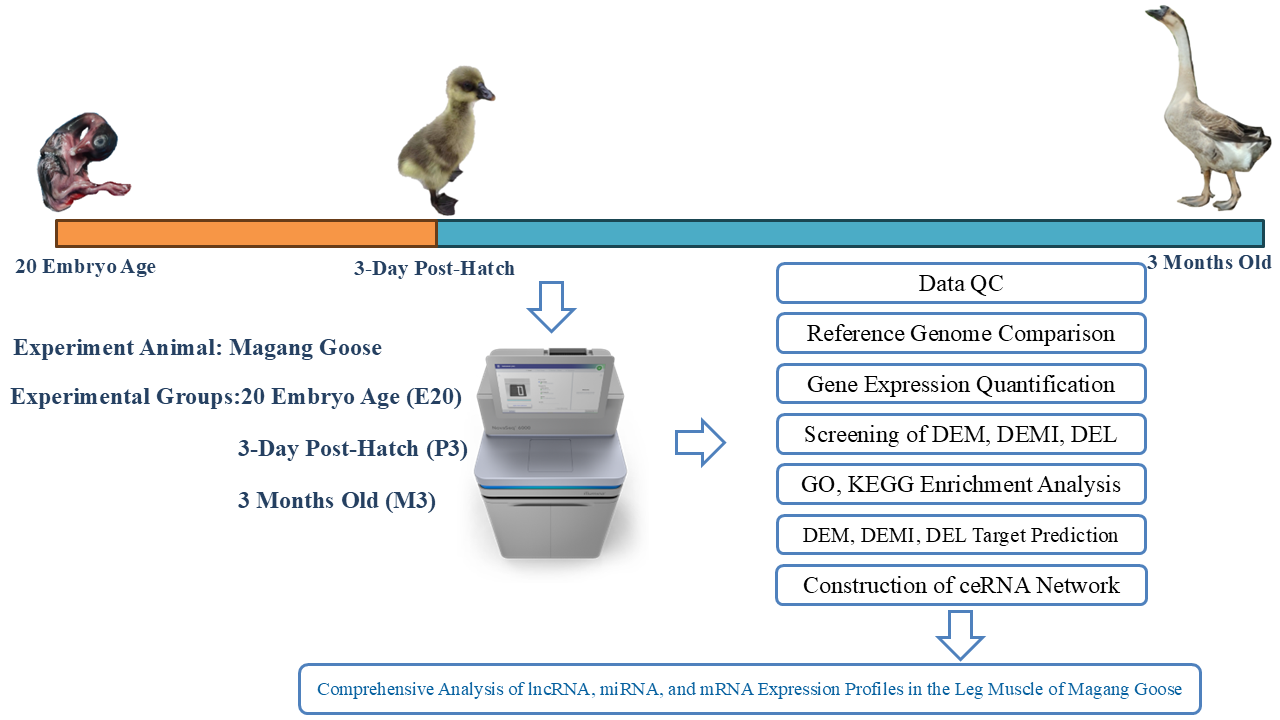 20 Embryo Age
3-Day Post-Hatch
3 Months Old
Experiment Animal: Magang Goose
Experimental Groups:20 Embryo Age (E20)
3-Day Post-Hatch (P3)
3 Months Old (M3)
Data QC
Reference Genome Comparison
Gene Expression Quantification
Screening of DEM, DEMI, DEL
GO, KEGG Enrichment Analysis
DEM, DEMI, DEL Target Prediction
Construction of ceRNA Network
Comprehensive Analysis of lncRNA, miRNA, and mRNA Expression Profiles in the Leg Muscle of Magang Goose